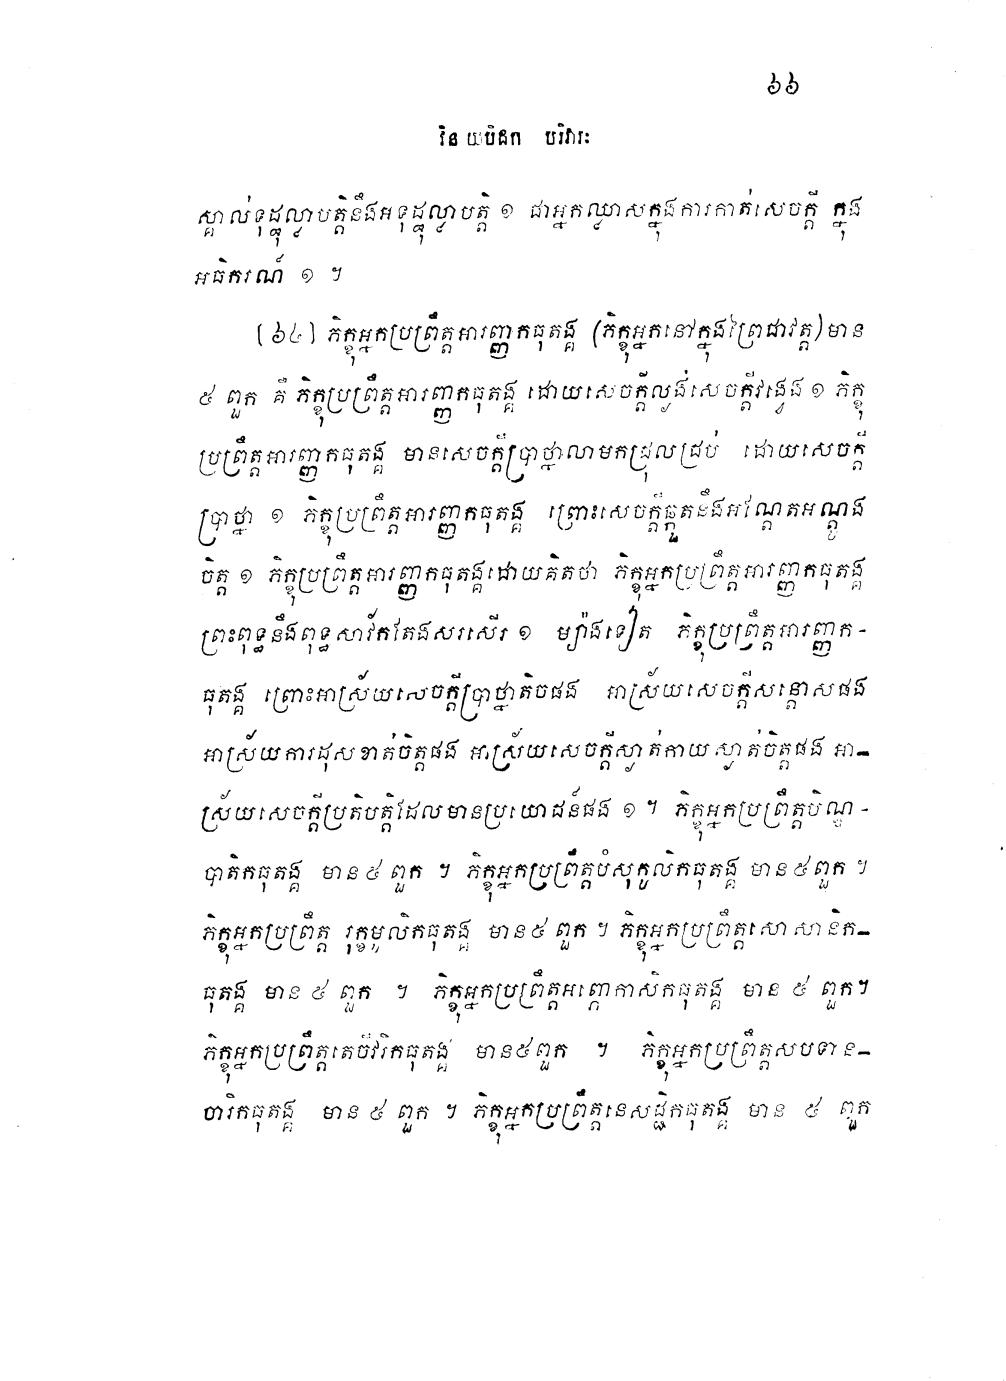 ៦៦
វិនយបិដក បរិវារៈ
ស្គាល់ទុដ្ឋុល្លាបត្តិនឹងអទុដ្ឋុល្លាបត្តិ ១ ជាអ្នកឈ្លាសក្នុងការកាត់សេចក្តី ក្នុង
អធិករណ៍ ១ ។
(៦៤) ភិក្ខុអ្នកប្រព្រឹត្តអារញ្ញកធុតង្គ (ភិក្ខុអ្នកនៅក្នុងព្រៃជាវត្ត) មាន
៥ ពួក គឺ ភិក្ខុប្រព្រឹត្តអារញ្ញកធុតង្គ ដោយសេចក្តីល្ងង់សេចក្តីវង្វេង ១ ភិក្ខុ
ប្រព្រឹត្តអារញ្ញកធុតង្គ មានសេចក្តីប្រាថ្នាលាមកជ្រុលជ្រប់ ដោយសេចក្តី
ប្រាថ្នា ១ ភិក្ខុប្រព្រឹត្តអារញ្ញកធុតង្គ ព្រោះសេចក្តីឆ្កួតនឹងអណ្តែតអណ្តូង
ចិត្ត ១ ភិក្ខុប្រព្រឹត្តអារញ្ញកធុតង្គដោយគិតថា ភិក្ខុអ្នកប្រព្រឹត្តអារញ្ញកធុតង្គ
ព្រះពុទ្ធនឹងពុទ្ធសាវ័កតែងសរសើរ ១ ម្យ៉ាងទៀត ភិក្ខុប្រព្រឹត្តអារញ្ញក-
ធុតង្គ ព្រោះអាស្រ័យសេចក្តីប្រាថ្នាតិចផង អាស្រ័យសេចក្តីសន្តោសផង
អាស្រ័យការដុសខាត់ចិត្តផង អាស្រ័យសេចក្តីស្ងាត់កាយស្ងាត់ចិត្តផង អា-
ស្រ័យសេចក្តីប្រតិបត្តិដែលមានប្រយោជន៍ផង ១ ។ ភិក្ខុអ្នកប្រព្រឹត្តបិណ្ឌ-
បាតិកធុតង្គ មាន ៥ ពួក ។ ភិក្ខុអ្នកប្រព្រឹត្តបំសុកូលិកធុតង្គ មាន ៥ ពួក ។
ភិក្ខុអ្នកប្រព្រឹត្ត រុក្ខមូលិកធុតង្គ មាន ៥ ពួក ។ ភិក្ខុអ្នកប្រព្រឹត្តសោសានិក-
ធុតង្គ មាន ៥ ពួក ។ ភិក្ខុអ្នកប្រព្រឹត្តអព្ភោកាសិកធុតង្គ មាន ៥ ពួក។
ភិក្ខុអ្នកប្រព្រឹត្តតេចីវរិកធុតង្គ មាន ៥ ពួក ។ ភិក្ខុអ្នកប្រព្រឹត្តសបទាន-
ចារិកធុតង្គ មាន ៥ ពួក ។ ភិក្ខុអ្នកប្រព្រឹត្តនេសជ្ជិកធុតង្គ មាន ៥ ពួក